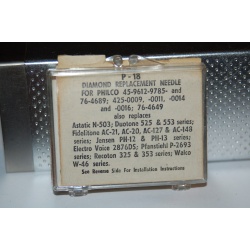 P - 18
DIAMOND REPLACEMENT NEEDLE
FOR PHILCO 45-9612-9785- and
76-4689; 425-0009, -0011, -0014
and -0016; 76-4649
also replaces
Astatic N-503; Duotone 525 & 553 series;
Fidelitone AC-21, AC-20, AC-127 & AC-148
series; Jensen PH-12 & PH-13 series;
Electro Voice 2876DS; Pfanstiehl P-2693
series; Recoton 325 & 353 series; Walco
W-46 series.
See Reverse Side For Installation Instructions